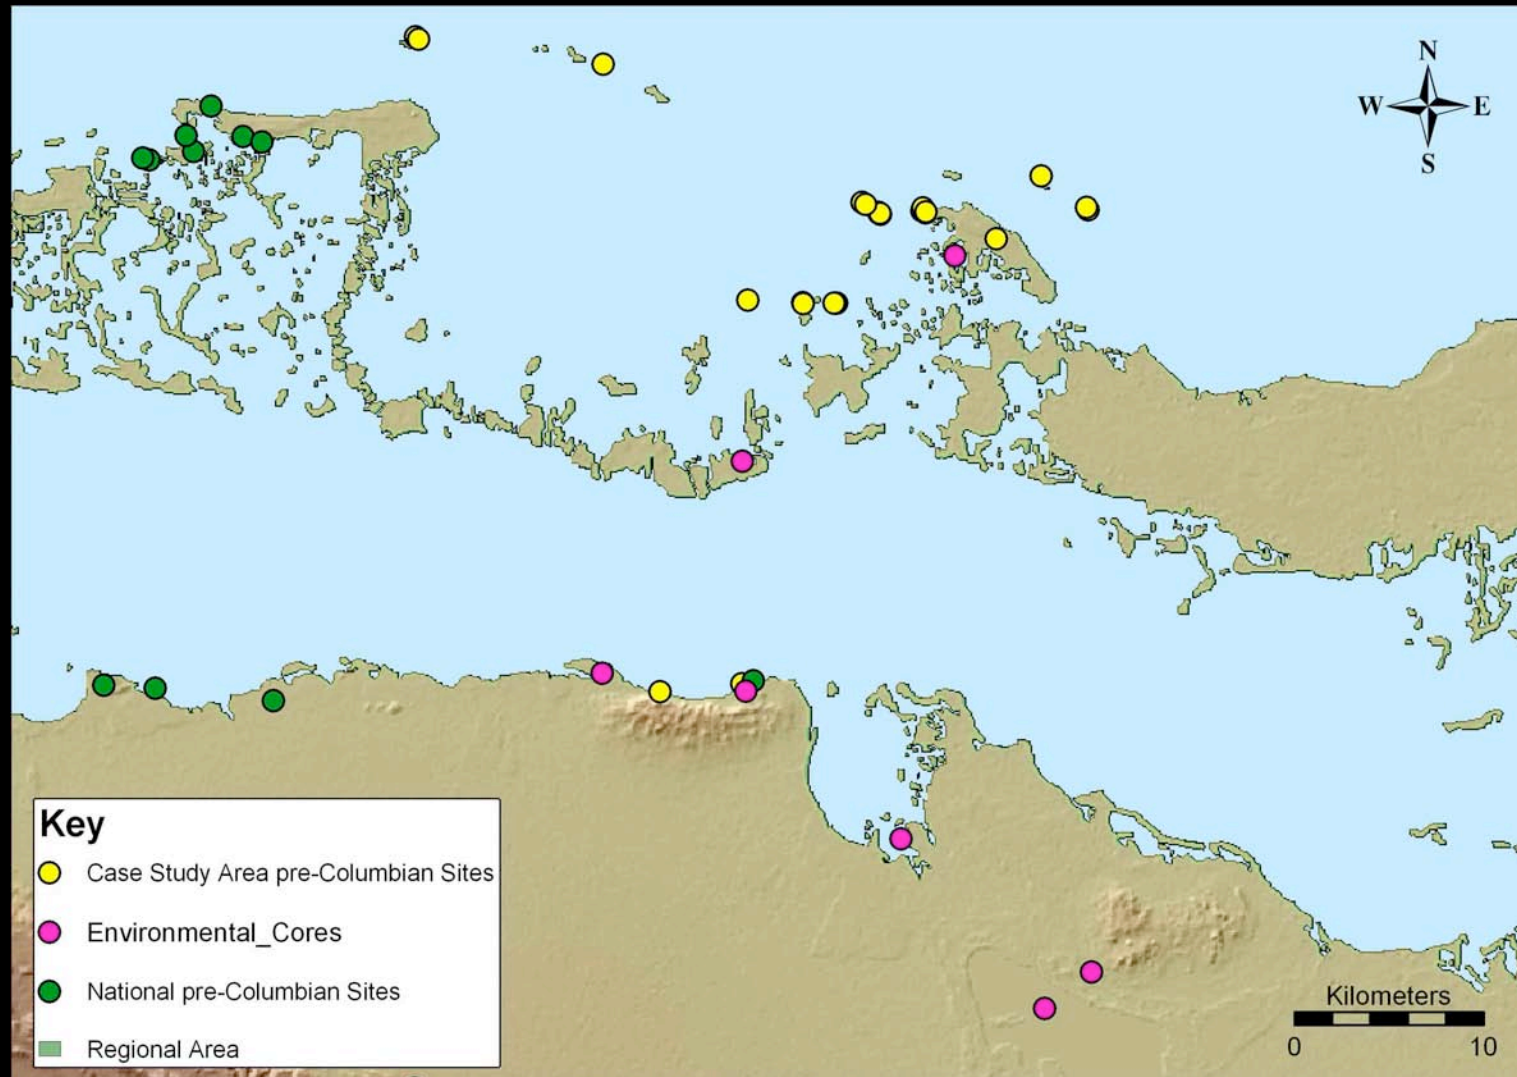 N
W E
S
Key
Case Study Area pre-Columbian Sites
Environmental_Cores
National pre-Columbian Sites
Regional Area
Kilometers
0 10